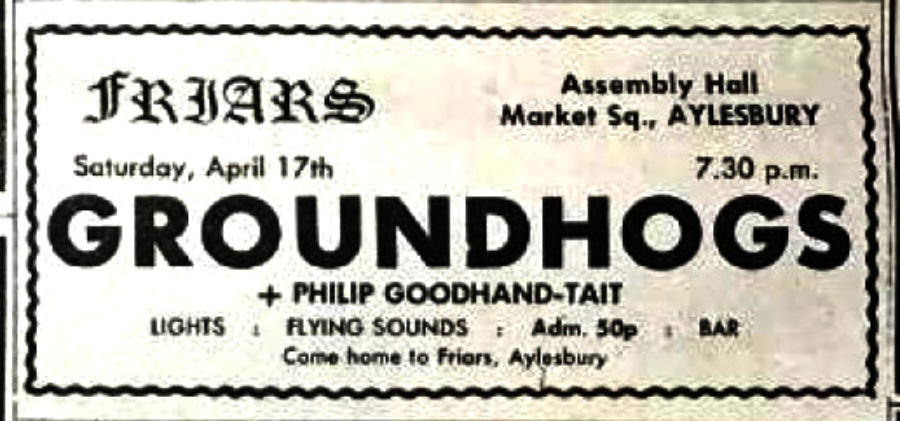 FRIARS
Assembly Hall
Market Sq., AYLESBURY
Saturday, April 17th
7.30 p.m.
GROUNDHOGS
+ PHILIP GOODHAND-TAIT
LIGHTS : FLYING SOUNDS : Adm. 50p : BAR
Come home to Friars, Aylesbury